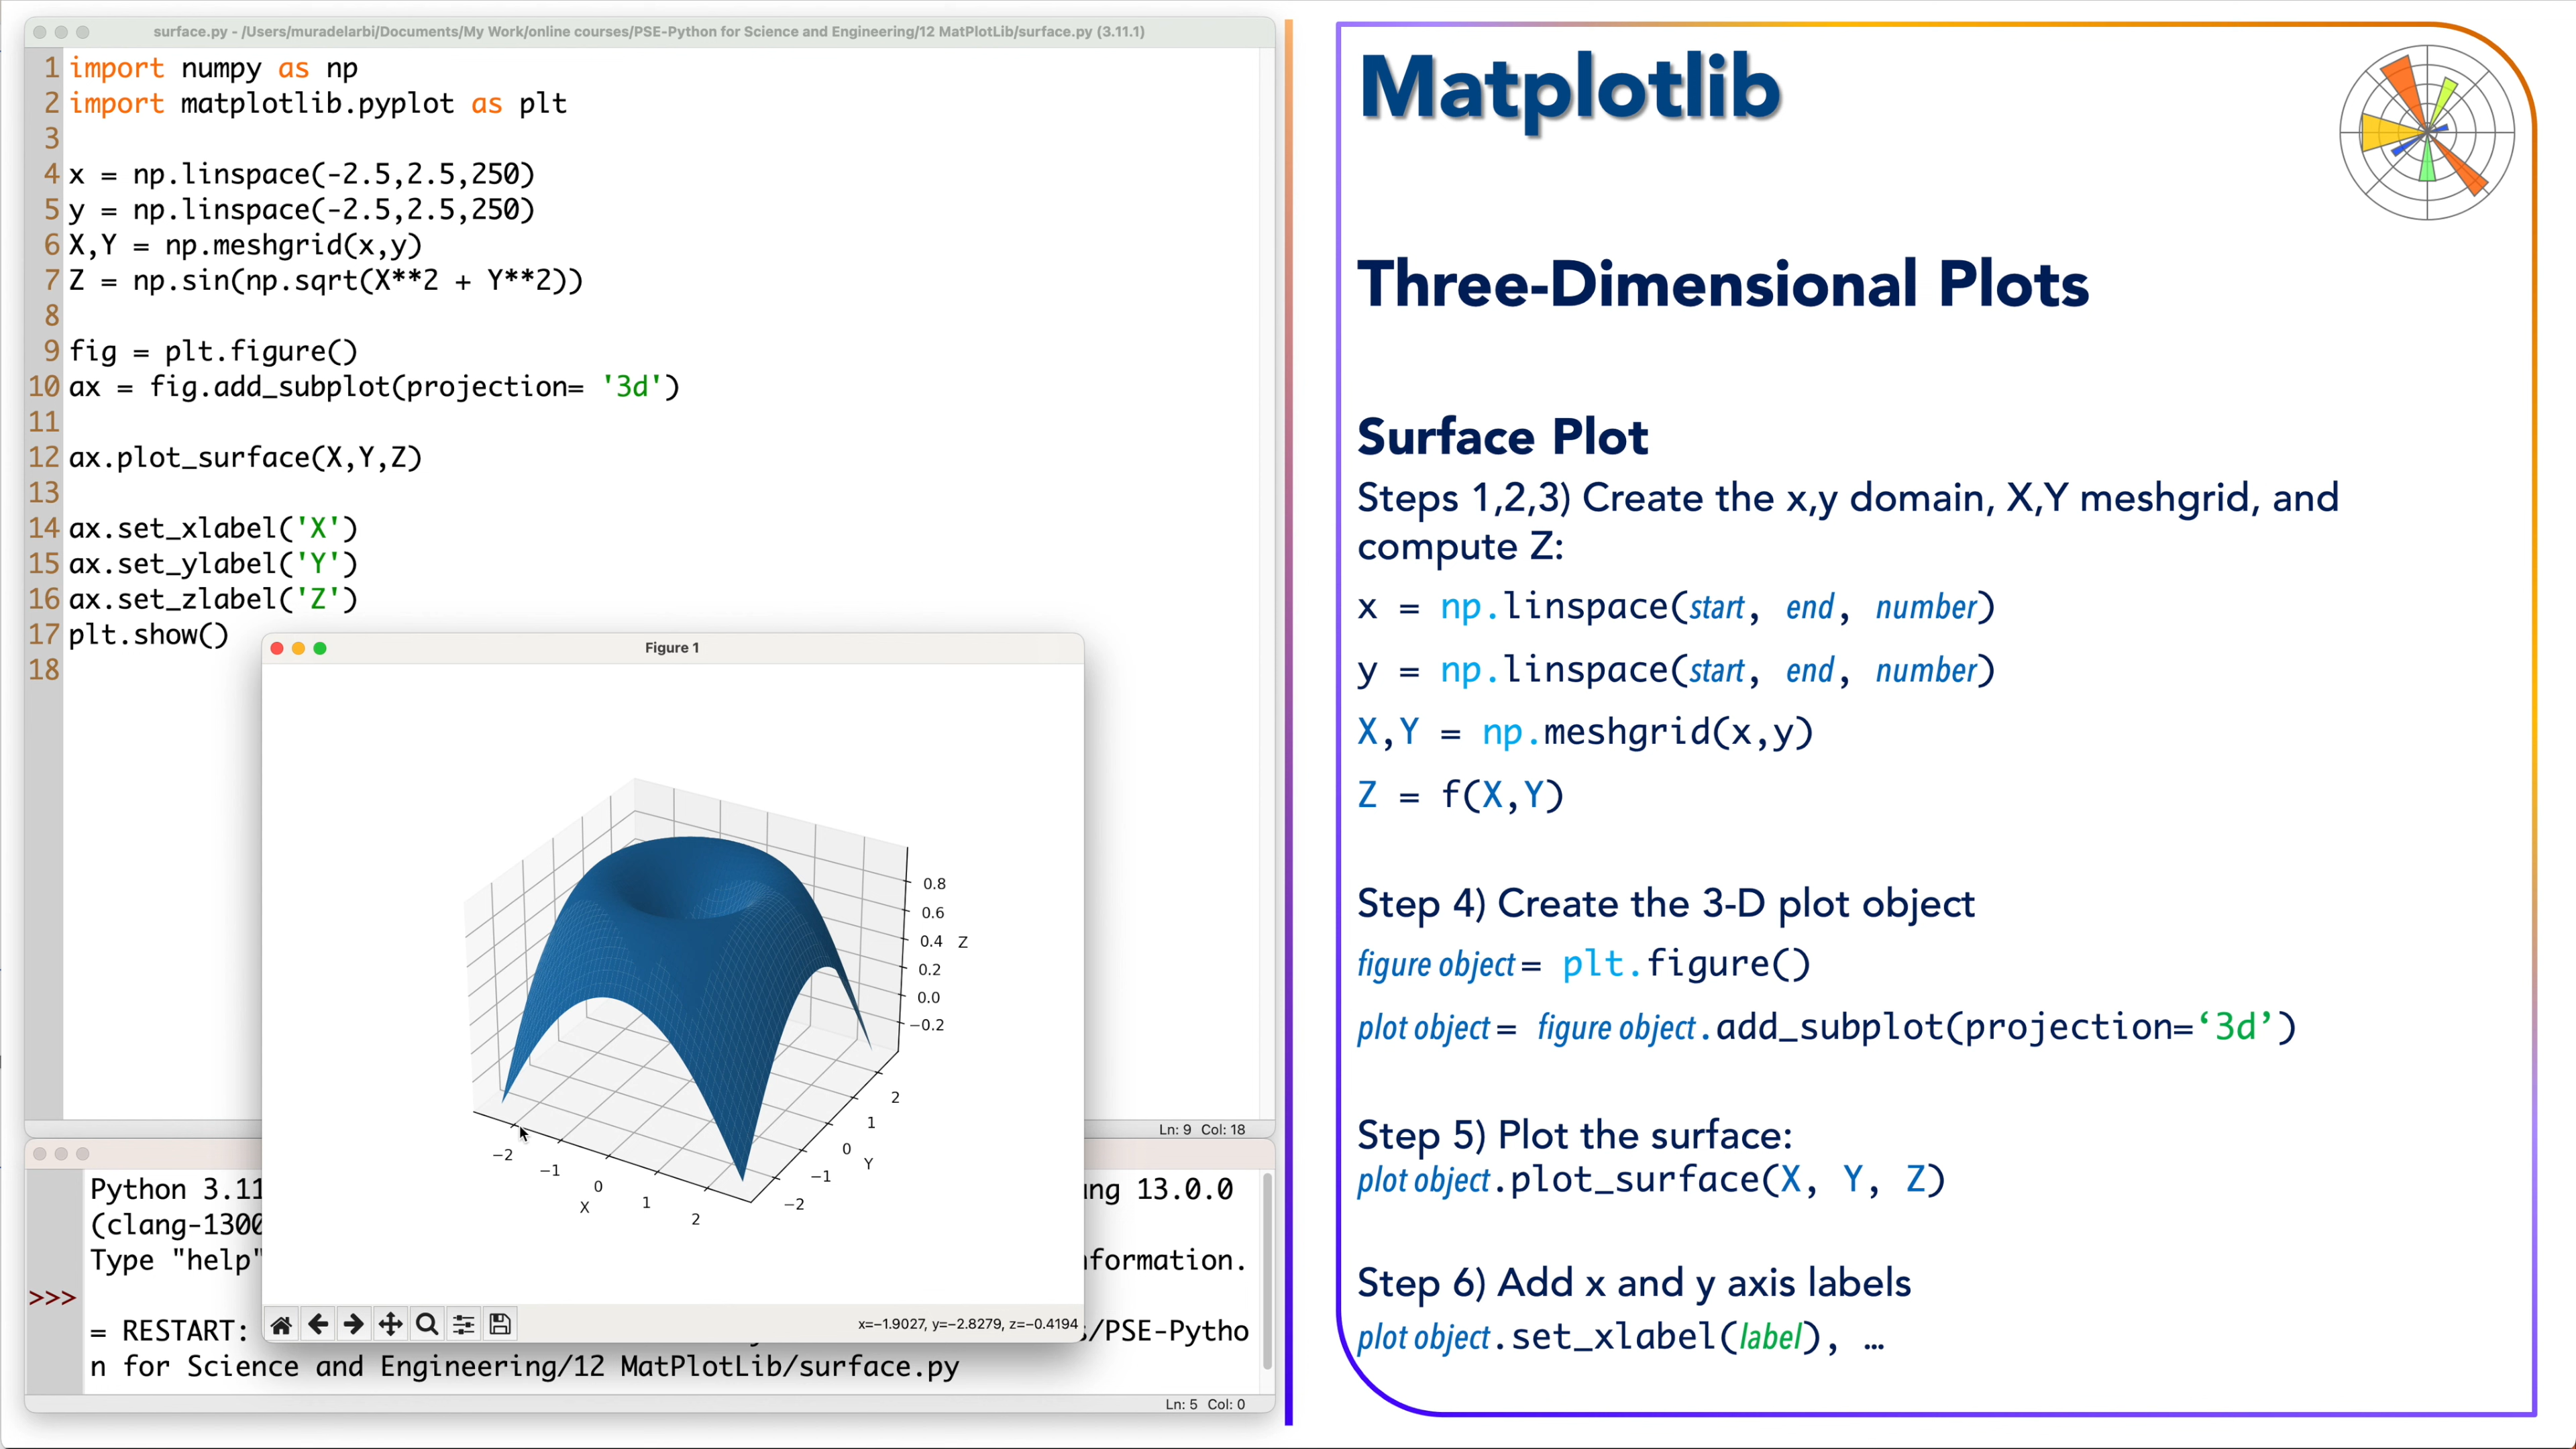 surface.py - /Users/muradelarbi/Documents/My Work/online courses/PSE-Python for Science and Engineering/12 MatPlotLib/surface.py (3.11.1)
1 import numpy as np
2 import matplotlib.pyplot as plt
3
4 x = np.linspace(-2.5,2.5,250)
5 y = np.linspace(-2.5,2.5,250)
6 X,Y = np.meshgrid(x,y)
7 Z = np.sin(np.sqrt(X**2 + Y**2))
8
9 fig = plt.figure()
10 ax = fig.add_subplot(projection= '3d')
11
12 ax.plot_surface(X,Y,Z)
13
14 ax.set_xlabel('X')
15 ax.set_ylabel('Y')
16 ax.set_zlabel('Z')
17 plt.show()
18
Ln: 9 Col: 18
Figure 1
0.8
0.6
0.4 Z
0.2
0.0
−0.2
2
1
0
Y
−1
−2
−2
−1
0
X
1
2
x=−1.9027, y=−2.8279, z=−0.4194
Python 3.11 ng 13.0.0
(clang-1300
Type "help" formation.
>>>
= RESTART: /PSE-Pytho
n for Science and Engineering/12 MatPlotLib/surface.py
Ln: 5 Col: 0
Matplotlib
Three-Dimensional Plots
Surface Plot
Steps 1,2,3) Create the x,y domain, X,Y meshgrid, and
compute Z:
x = np.linspace(start, end, number)
y = np.linspace(start, end, number)
X,Y = np.meshgrid(x,y)
Z = f(X,Y)
Step 4) Create the 3-D plot object
figure object = plt.figure()
plot object = figure object.add_subplot(projection=‘3d’)
Step 5) Plot the surface:
plot object.plot_surface(X, Y, Z)
Step 6) Add x and y axis labels
plot object.set_xlabel(label), …